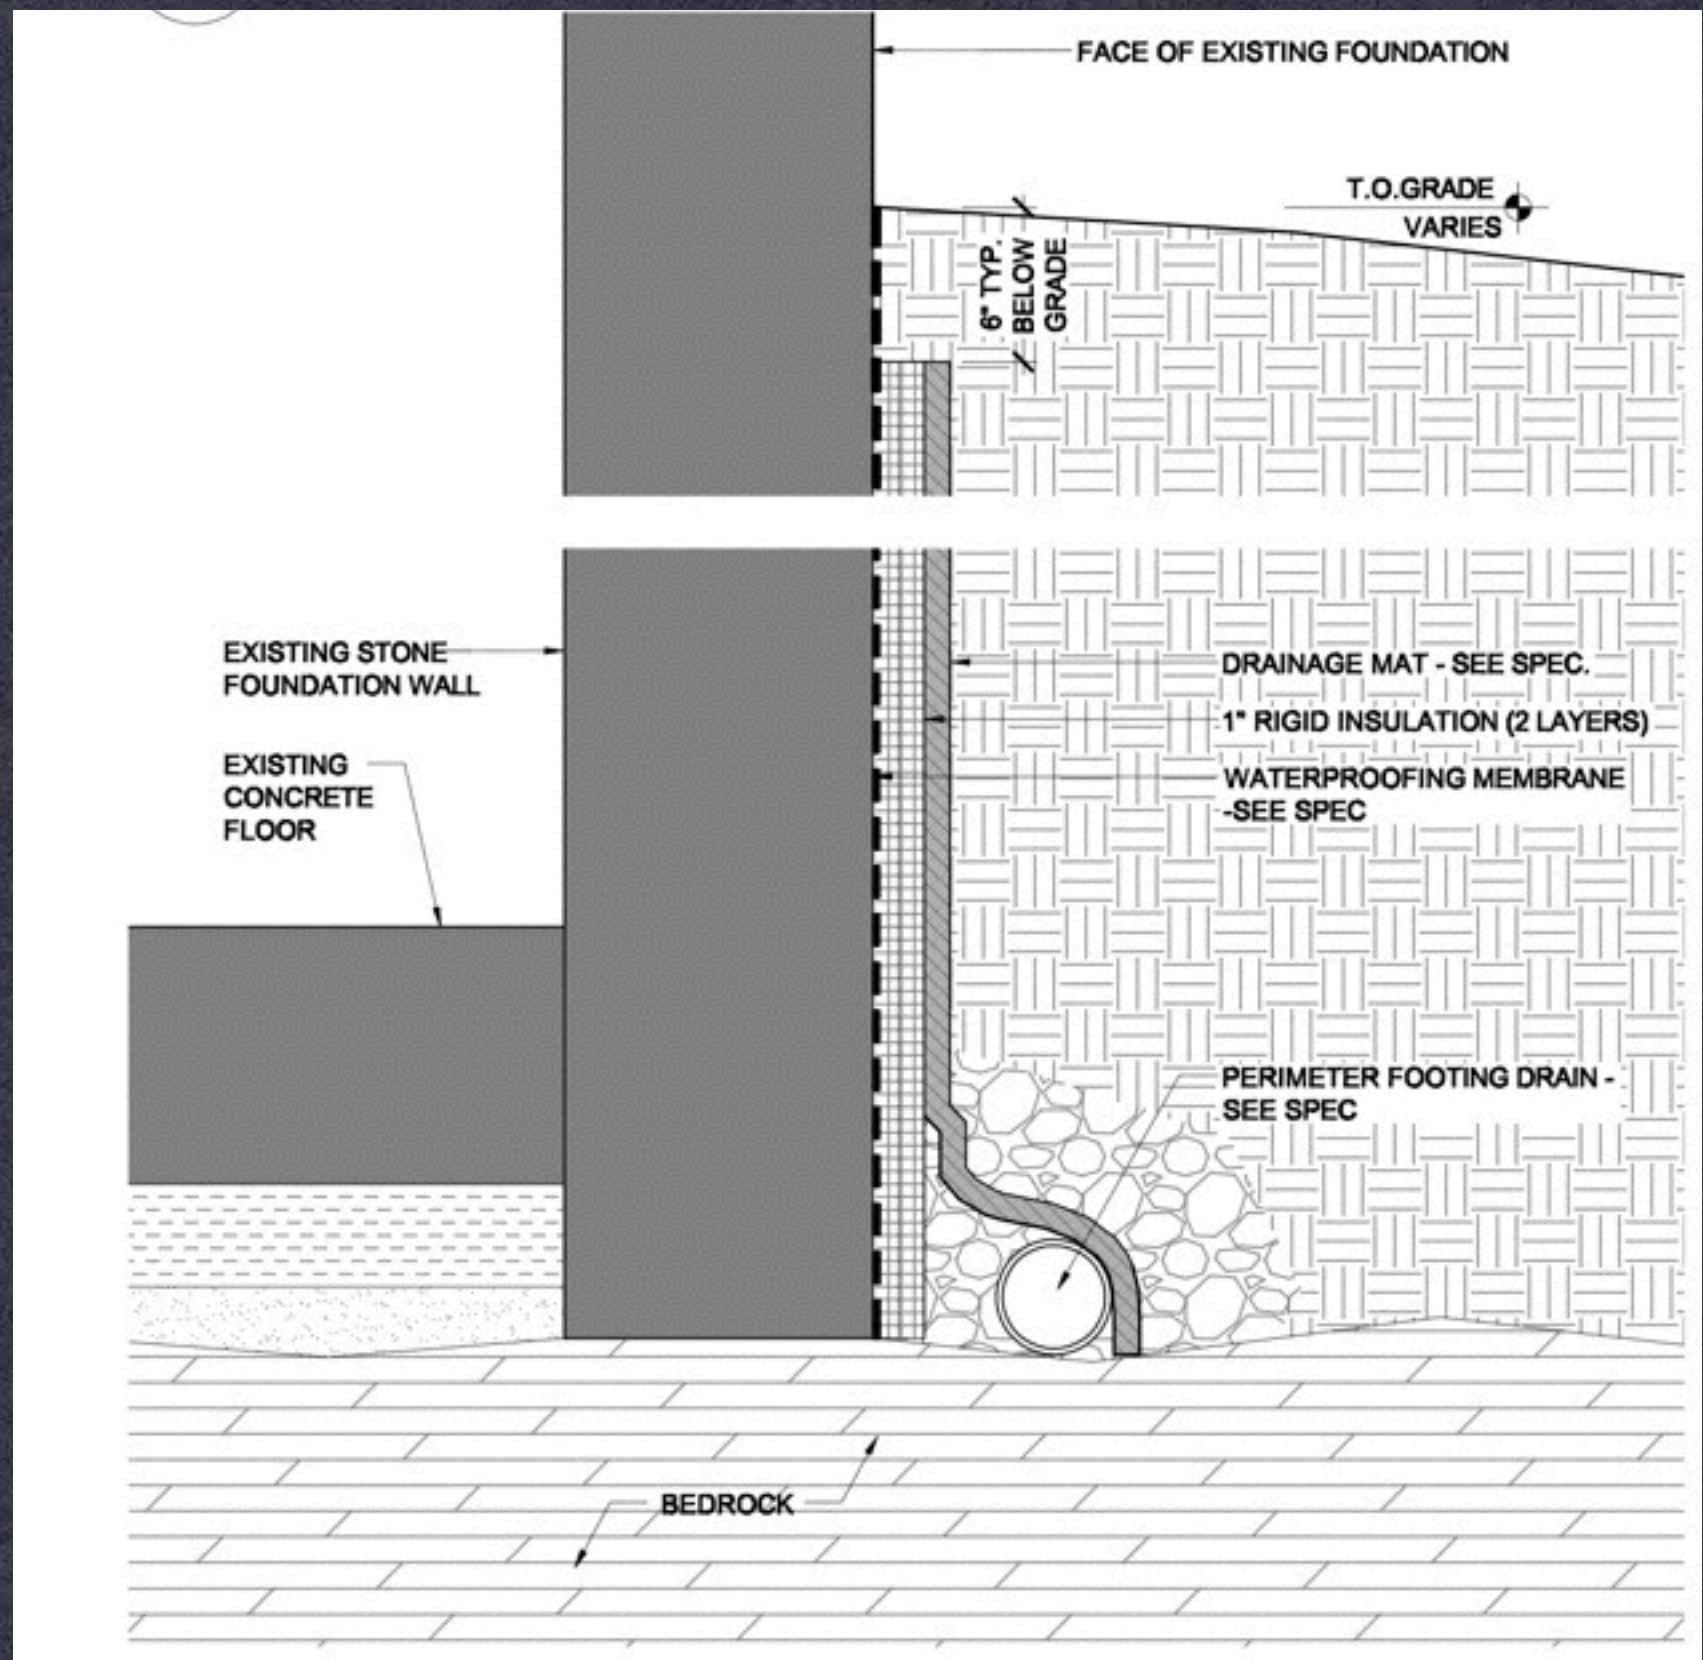 FACE OF EXISTING FOUNDATION
T.O.GRADE
VARIES
6" TYP.
BELOW
GRADE
EXISTING STONE
FOUNDATION WALL
EXISTING
CONCRETE
FLOOR
DRAINAGE MAT - SEE SPEC.
1" RIGID INSULATION (2 LAYERS)
WATERPROOFING MEMBRANE
-SEE SPEC
PERIMETER FOOTING DRAIN -
SEE SPEC
BEDROCK